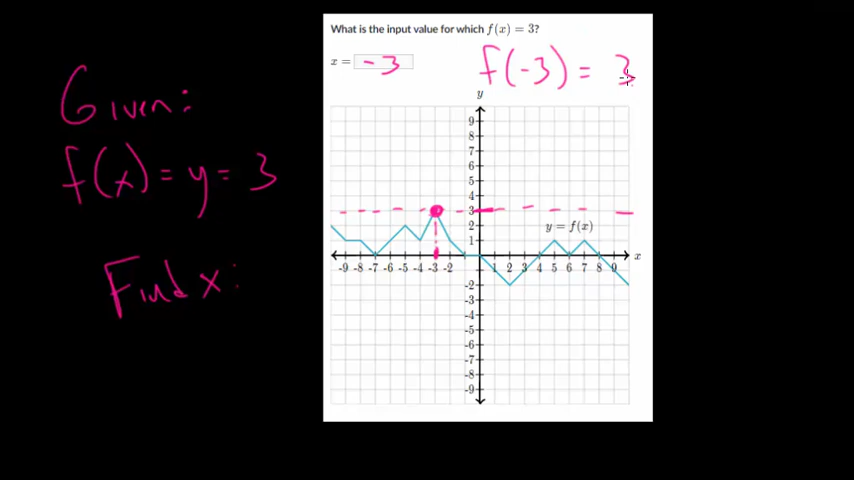 What is the input value for which f(x) = 3?
x = -3
f(-3) = 3
Given:
f(x) = y = 3
Find x:
y
9
8
7
6
5
4
3
2
1
y = f(x)
x
-9 -8 -7 -6 -5 -4 -3 -2 1 2 3 4 5 6 7 8 9
-2
-3
-4
-5
-6
-7
-8
-9